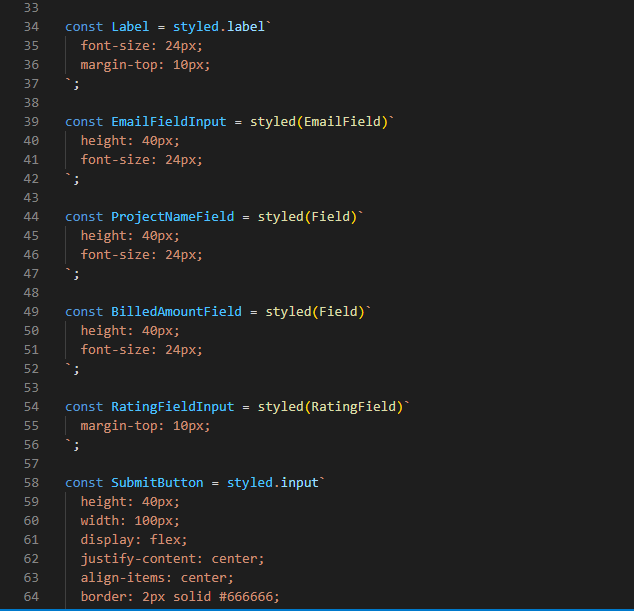 33
34 const Label = styled.label`
35   font-size: 24px;
36   margin-top: 10px;
37 `;
38
39 const EmailFieldInput = styled(EmailField)`
40   height: 40px;
41   font-size: 24px;
42 `;
43
44 const ProjectNameField = styled(Field)`
45   height: 40px;
46   font-size: 24px;
47 `;
48
49 const BilledAmountField = styled(Field)`
50   height: 40px;
51   font-size: 24px;
52 `;
53
54 const RatingFieldInput = styled(RatingField)`
55   margin-top: 10px;
56 `;
57
58 const SubmitButton = styled.input`
59   height: 40px;
60   width: 100px;
61   display: flex;
62   justify-content: center;
63   align-items: center;
64   border: 2px solid #666666;